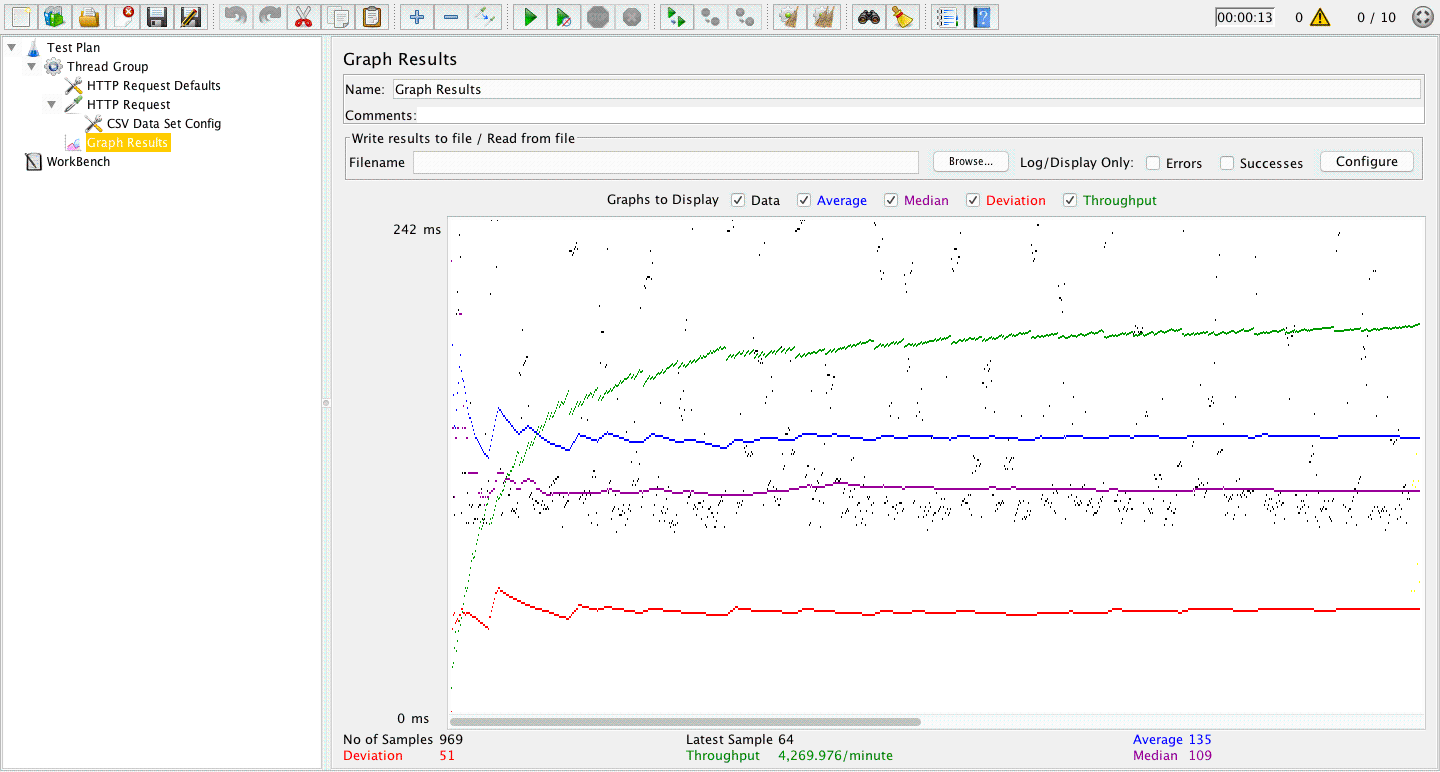 00:00:13 0 0 / 10
Test Plan
Thread Group
HTTP Request Defaults
HTTP Request
CSV Data Set Config
Graph Results
WorkBench
Graph Results
Name: Graph Results
Comments:
Write results to file / Read from file
Filename Browse... Log/Display Only: Errors Successes Configure
Graphs to Display Data Average Median Deviation Throughput
242 ms
0 ms
No of Samples 969 Latest Sample 64 Average 135
Deviation 51 Throughput 4,269.976/minute Median 109